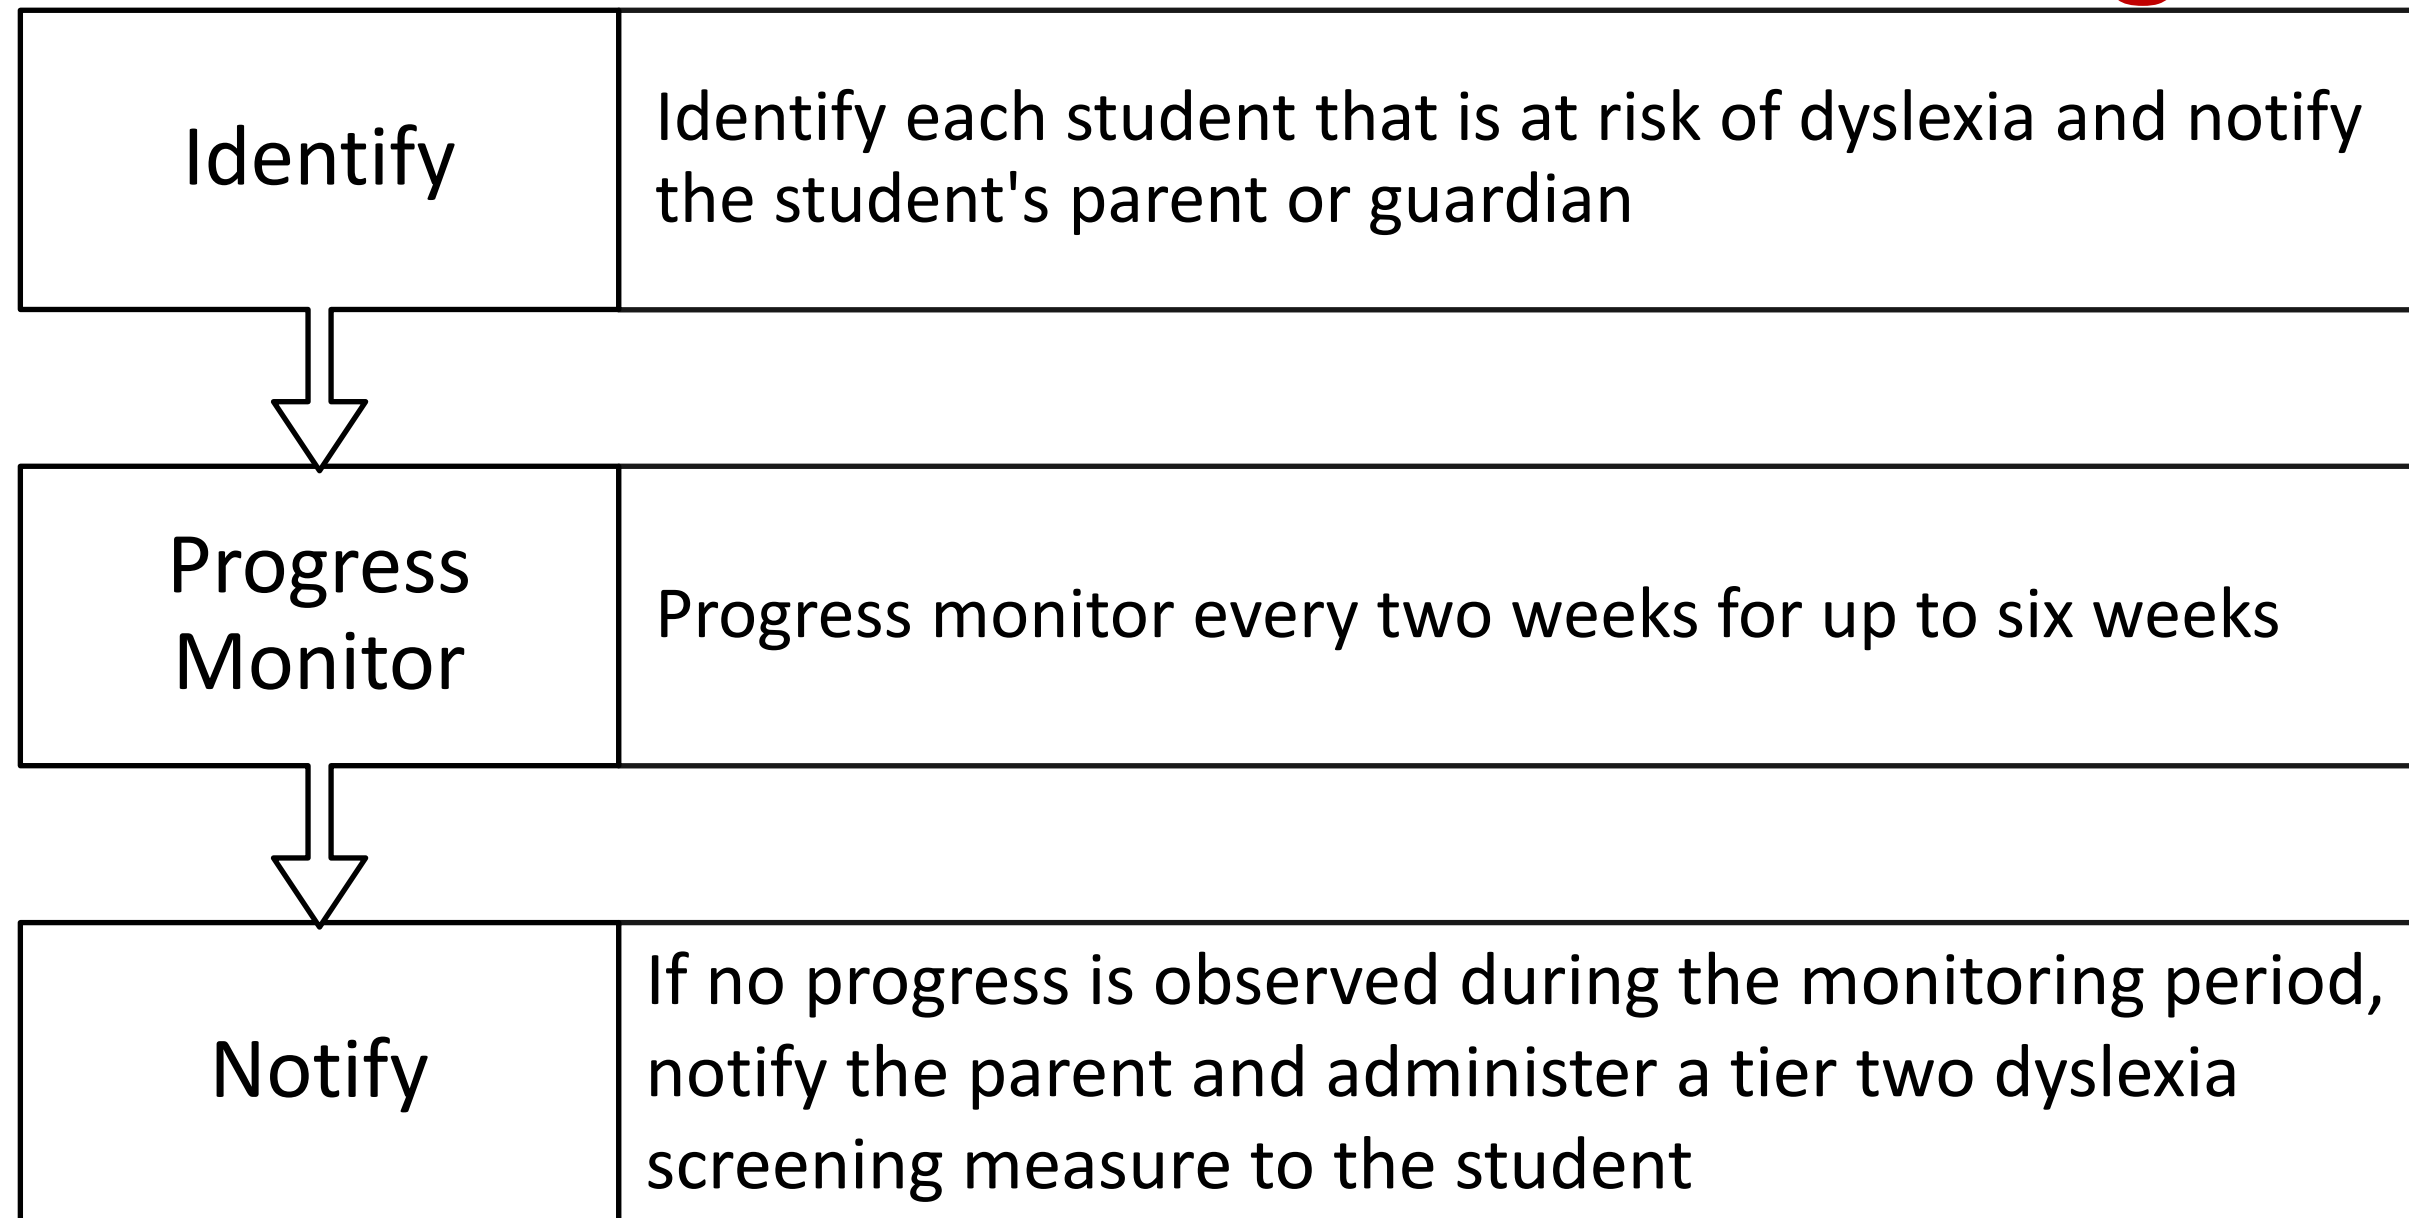 Identify
Identify each student that is at risk of dyslexia and notify
the student's parent or guardian
Progress
Monitor
Progress monitor every two weeks for up to six weeks
Notify
If no progress is observed during the monitoring period,
notify the parent and administer a tier two dyslexia
screening measure to the student